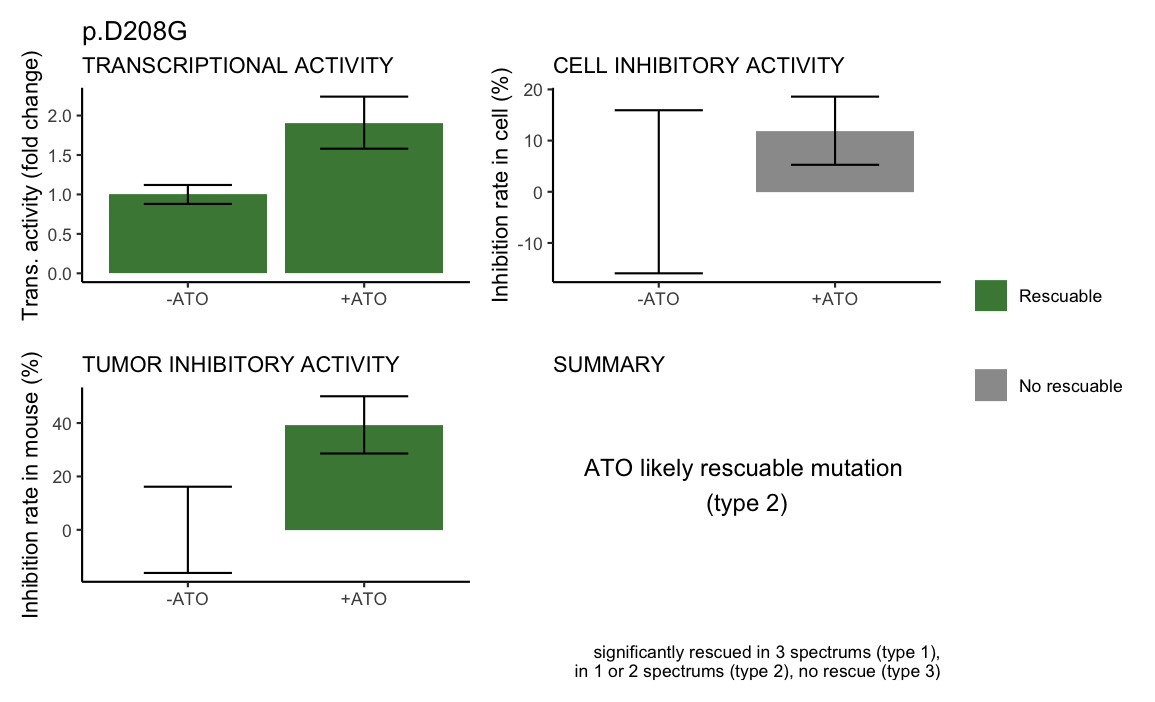 p.D208G
TRANSCRIPTIONAL ACTIVITY
Trans. activity (fold change)
2.0
1.5
1.0
0.5
0.0
-ATO
+ATO
CELL INHIBITORY ACTIVITY
Inhibition rate in cell (%)
20
10
0
-10
-ATO
+ATO
TUMOR INHIBITORY ACTIVITY
Inhibition rate in mouse (%)
40
20
0
-ATO
+ATO
SUMMARY
ATO likely rescuable mutation
(type 2)
significantly rescued in 3 spectrums (type 1),
in 1 or 2 spectrums (type 2), no rescue (type 3)
Rescuable
No rescuable